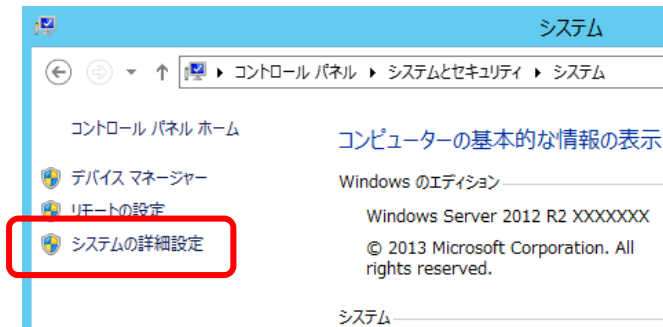 システム
コントロール パネル ▸ システムとセキュリティ ▸ システム
コントロール パネル ホーム
デバイス マネージャー
リモートの設定
システムの詳細設定
コンピューターの基本的な情報の表示
Windows のエディション
Windows Server 2012 R2 XXXXXXX
© 2013 Microsoft Corporation. All
rights reserved.
システム